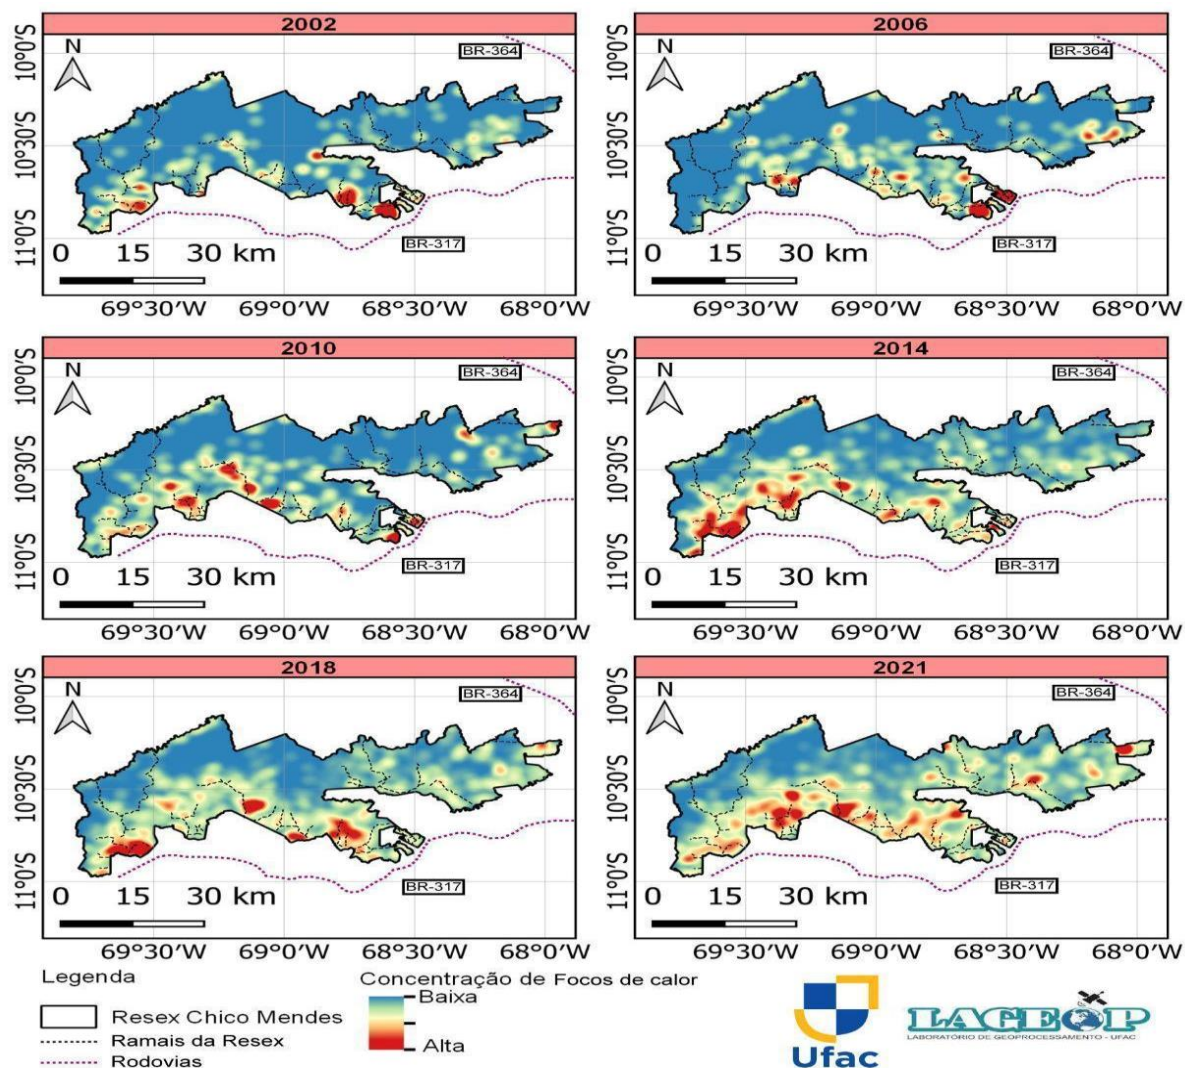 2002
2006
N
BR-364
10°0'S
10°30'S
11°0'S
BR-317
0 15 30 km
69°30'W 69°0'W 68°30'W 68°0'W
N
BR-364
10°0'S
10°30'S
11°0'S
BR-317
0 15 30 km
69°30'W 69°0'W 68°30'W 68°0'W
2010
2014
N
BR-364
10°0'S
10°30'S
11°0'S
BR-317
0 15 30 km
69°30'W 69°0'W 68°30'W 68°0'W
N
BR-364
10°0'S
10°30'S
11°0'S
BR-317
0 15 30 km
69°30'W 69°0'W 68°30'W 68°0'W
2018
2021
N
BR-364
10°0'S
10°30'S
11°0'S
BR-317
0 15 30 km
69°30'W 69°0'W 68°30'W 68°0'W
N
BR-364
10°0'S
10°30'S
11°0'S
BR-317
0 15 30 km
69°30'W 69°0'W 68°30'W 68°0'W
Legenda
Resex Chico Mendes
Ramais da Resex
Rodovias
Concentração de Focos de calor
Baixa
Alta
Ufac
LAGEOP
LABORATÓRIO DE GEOPROCESSAMENTO - UFAC